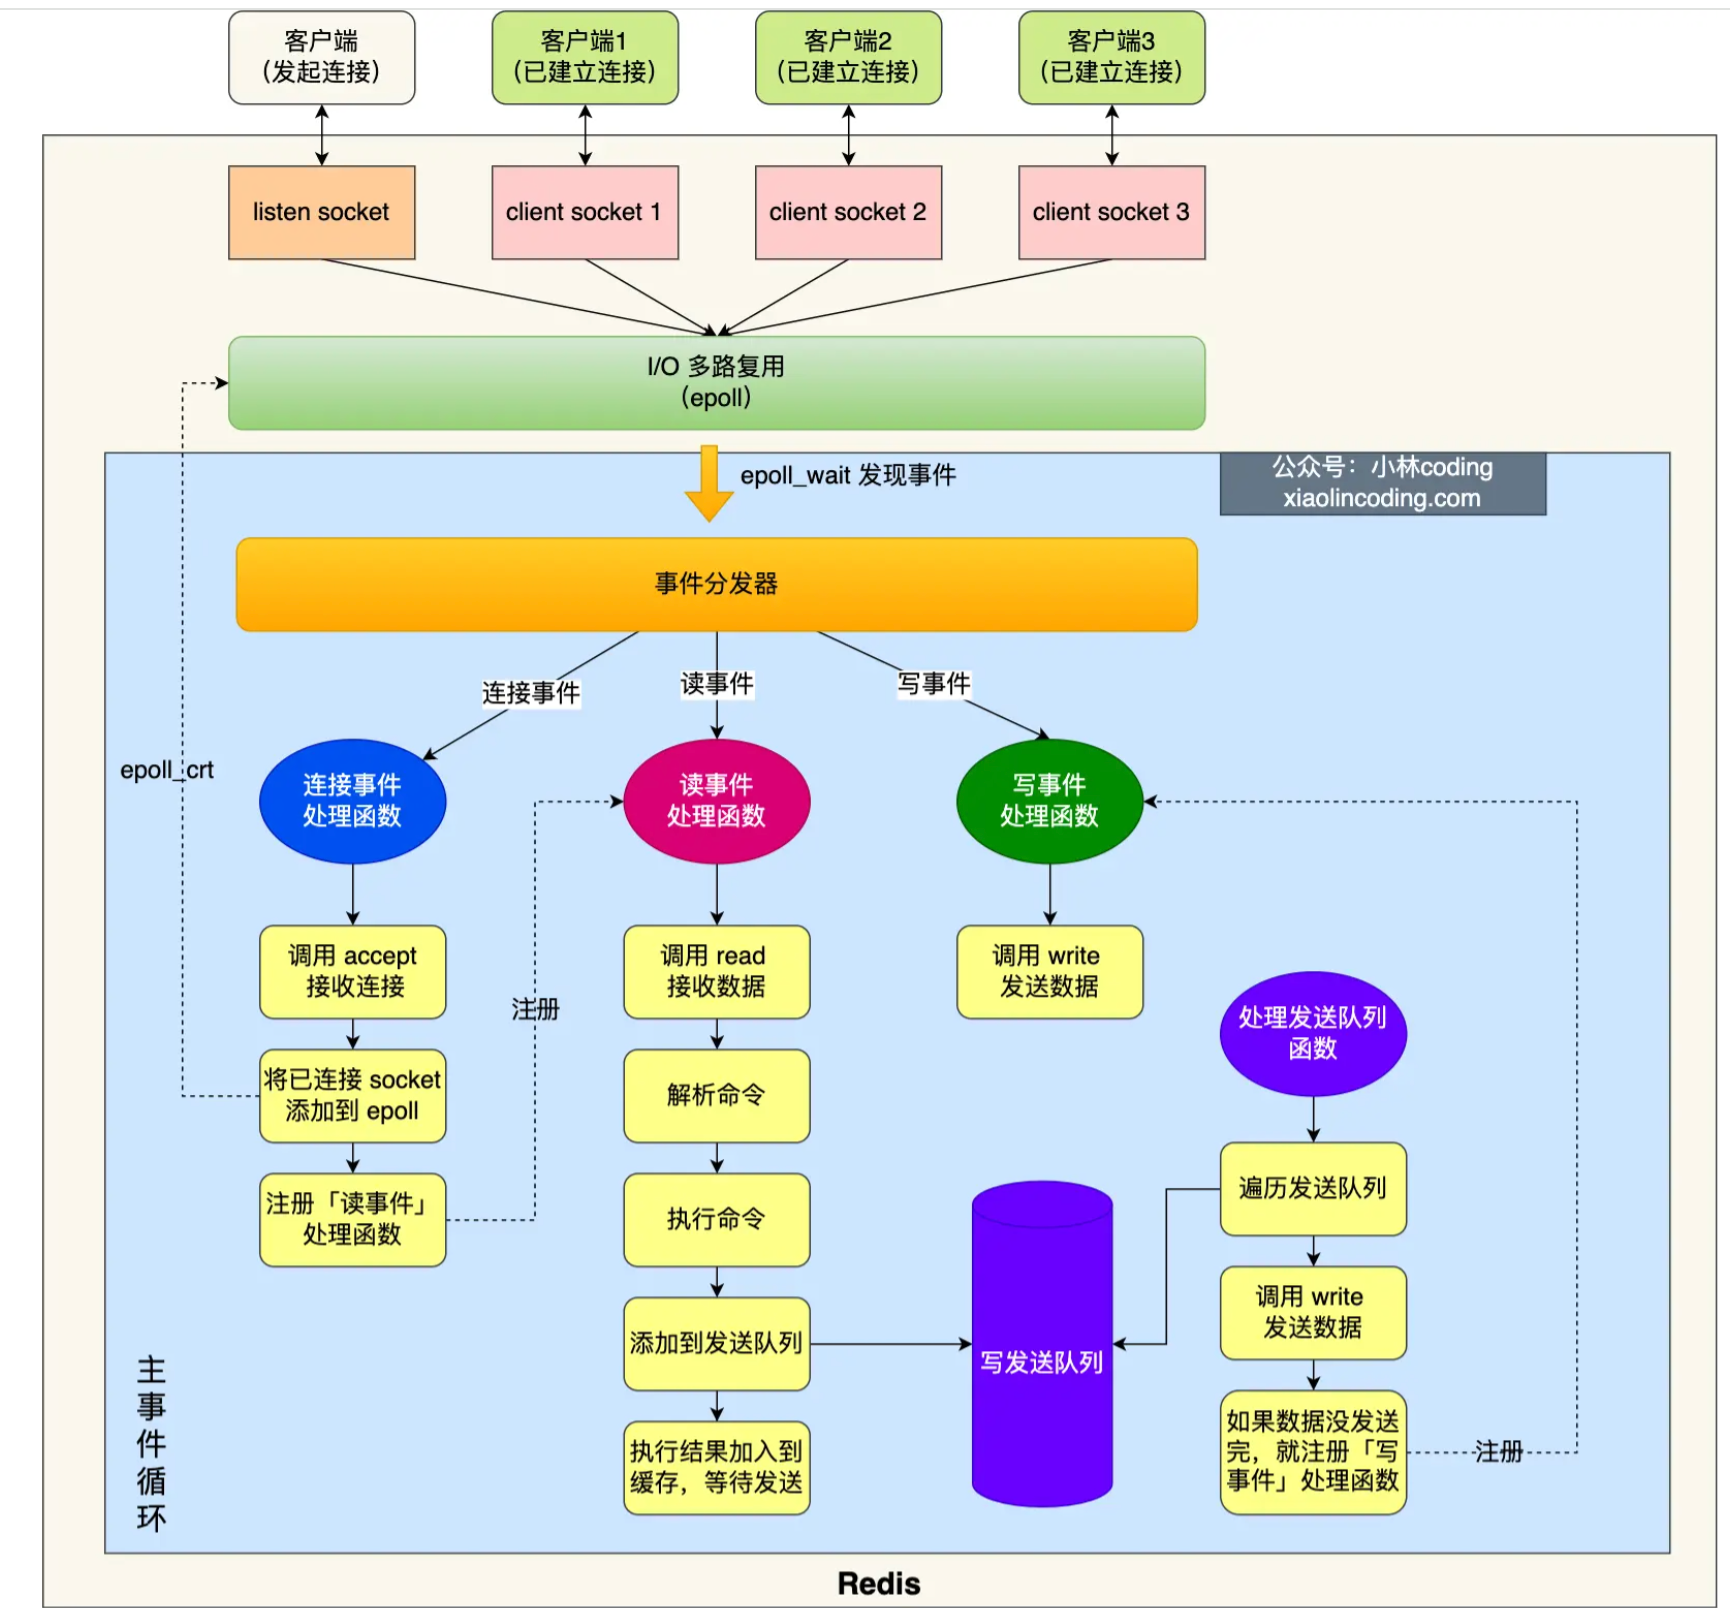 客户端
（发起连接）
客户端1
（已建立连接）
客户端2
（已建立连接）
客户端3
（已建立连接）
listen socket
client socket 1
client socket 2
client socket 3
I/O 多路复用
（epoll）
epoll_wait 发现事件
公众号：小林coding
xiaolincoding.com
事件分发器
连接事件
读事件
写事件
epoll_crt
连接事件
处理函数
读事件
处理函数
写事件
处理函数
调用 accept
接收连接
将已连接 socket
添加到 epoll
注册「读事件」
处理函数
注册
调用 read
接收数据
解析命令
执行命令
添加到发送队列
执行结果加入到
缓存，等待发送
调用 write
发送数据
写发送队列
处理发送队列
函数
遍历发送队列
调用 write
发送数据
如果数据没发送
完，就注册「写
事件」处理函数
注册
主
事
件
循
环
Redis